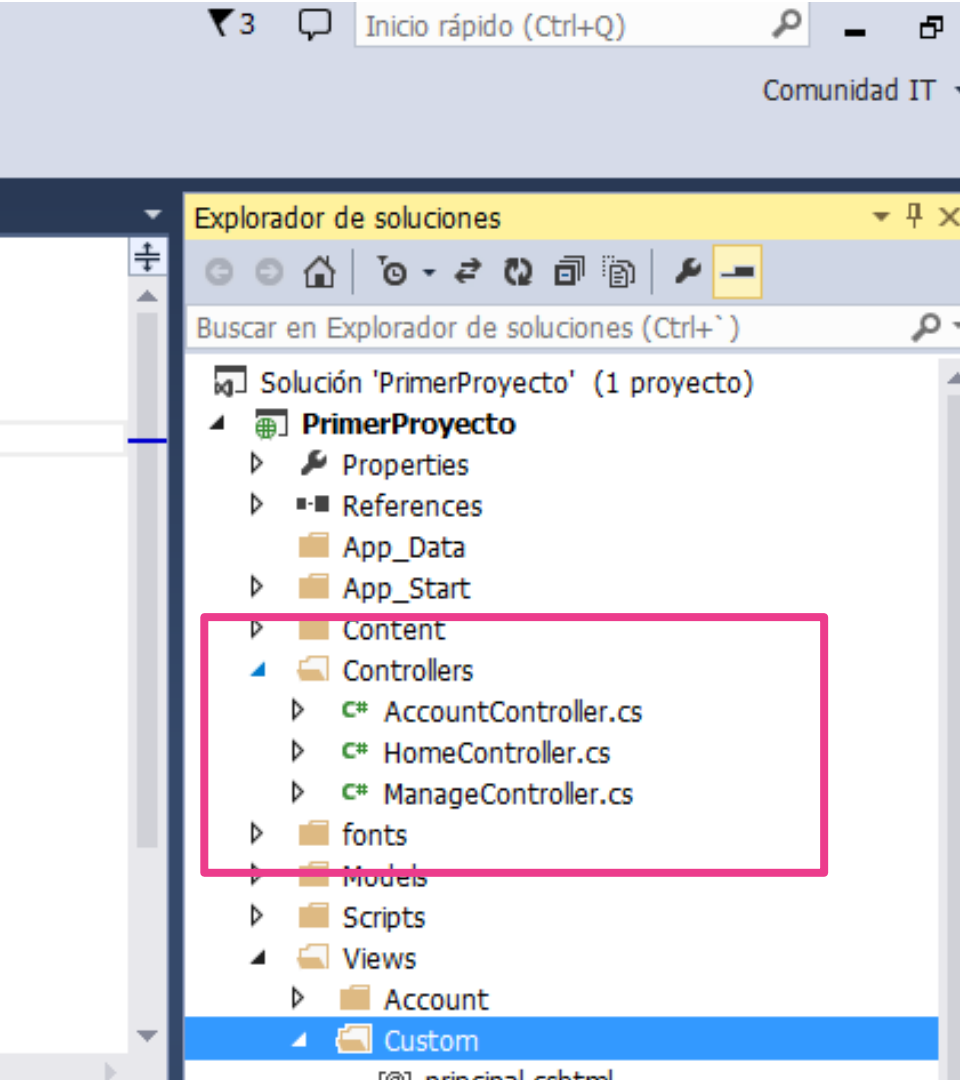 3 Inicio rápido (Ctrl+Q)
Comunidad IT
Explorador de soluciones
Buscar en Explorador de soluciones (Ctrl+`)
Solución 'PrimerProyecto' (1 proyecto)
PrimerProyecto
Properties
References
App_Data
App_Start
Content
Controllers
C# AccountController.cs
C# HomeController.cs
C# ManageController.cs
fonts
Models
Scripts
Views
Account
Custom
[@] principal.cshtml